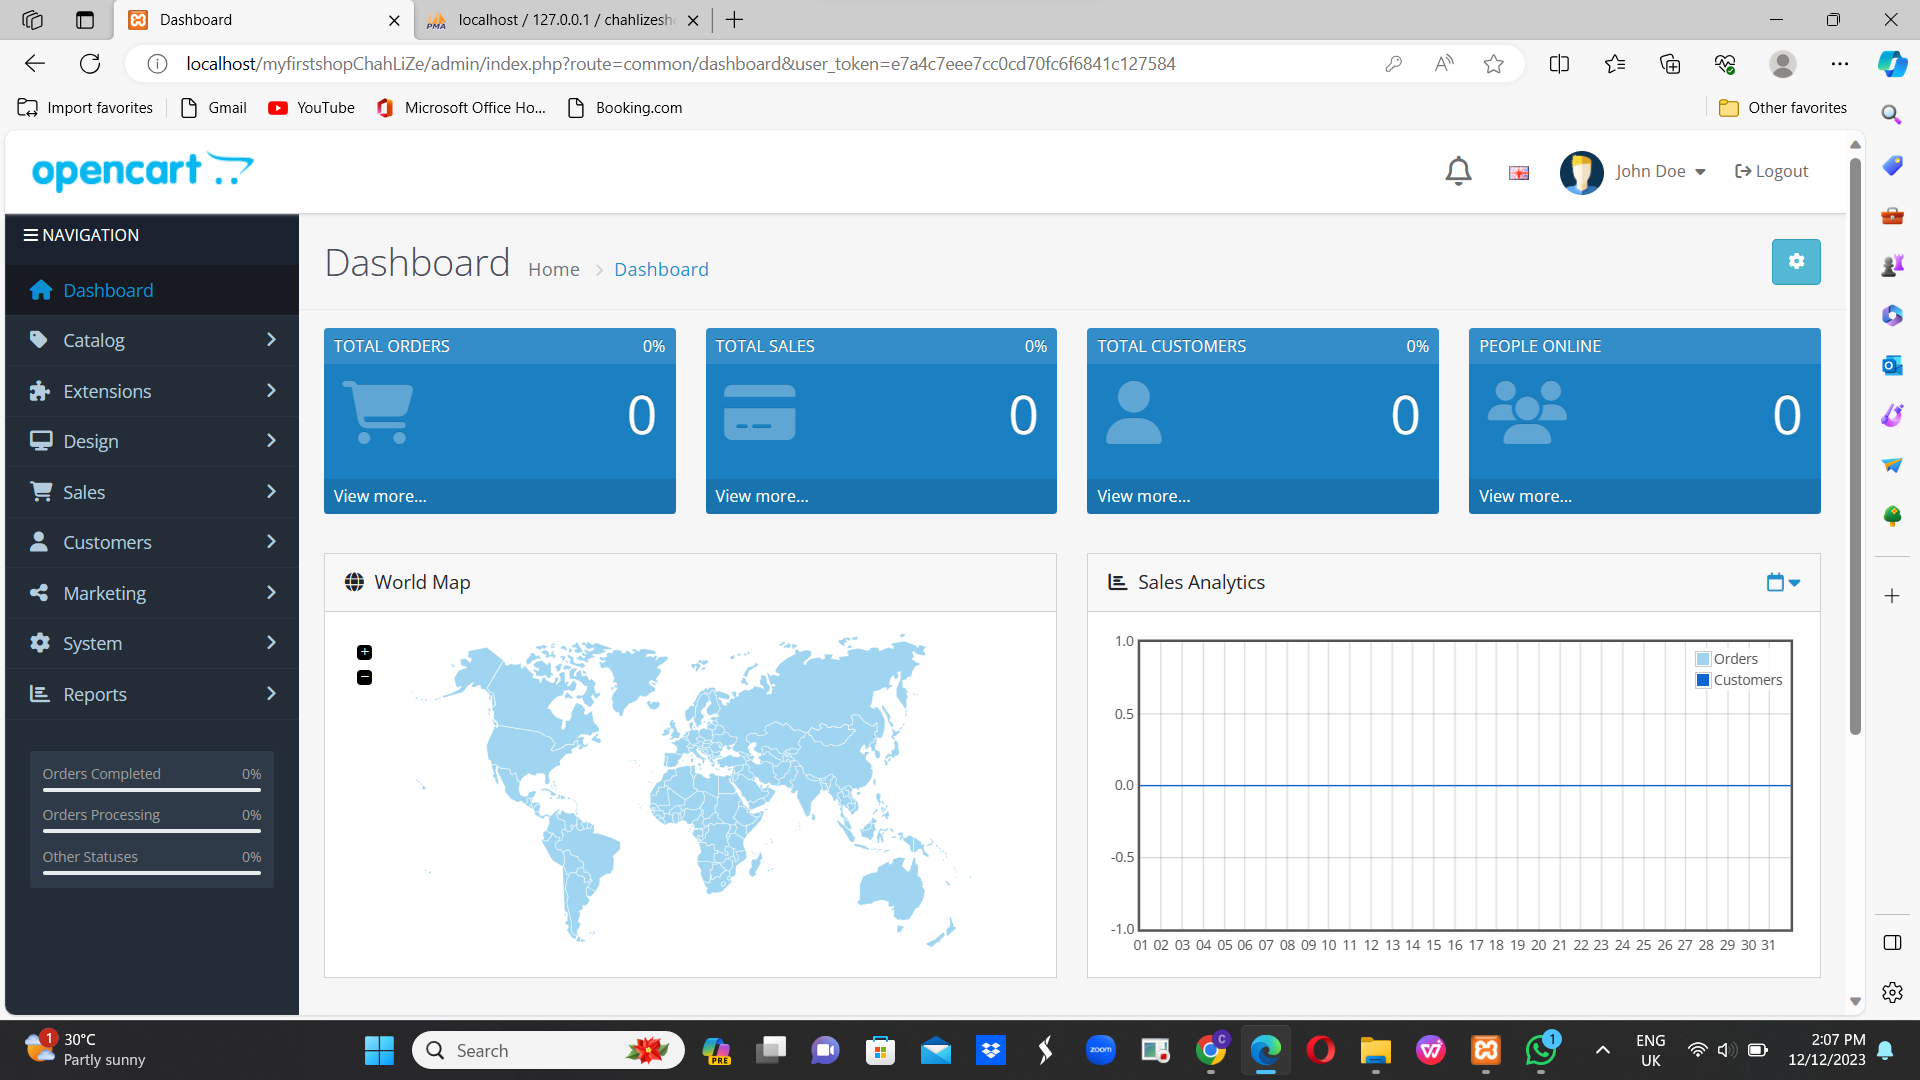 Dashboard
localhost / 127.0.0.1 / chahlizesho
localhost/myfirstshopChahLiZe/admin/index.php?route=common/dashboard&user_token=e7a4c7eee7cc0cd70fc6f6841c127584
Import favorites
Gmail
YouTube
Microsoft Office Ho...
Booking.com
Other favorites
opencart
John Doe
Logout
NAVIGATION
Dashboard
Catalog
Extensions
Design
Sales
Customers
Marketing
System
Reports
Orders Completed 0%
Orders Processing 0%
Other Statuses 0%
Dashboard
Home > Dashboard
TOTAL ORDERS 0%
0
View more...
TOTAL SALES 0%
0
View more...
TOTAL CUSTOMERS 0%
0
View more...
PEOPLE ONLINE
0
View more...
World Map
+
−
Sales Analytics
1.0
0.5
0.0
-0.5
-1.0
Orders
Customers
01 02 03 04 05 06 07 08 09 10 11 12 13 14 15 16 17 18 19 20 21 22 23 24 25 26 27 28 29 30 31
1
30°C
Partly sunny
Search
PRE
zoom
C
1
ENG
UK
2:07 PM
12/12/2023